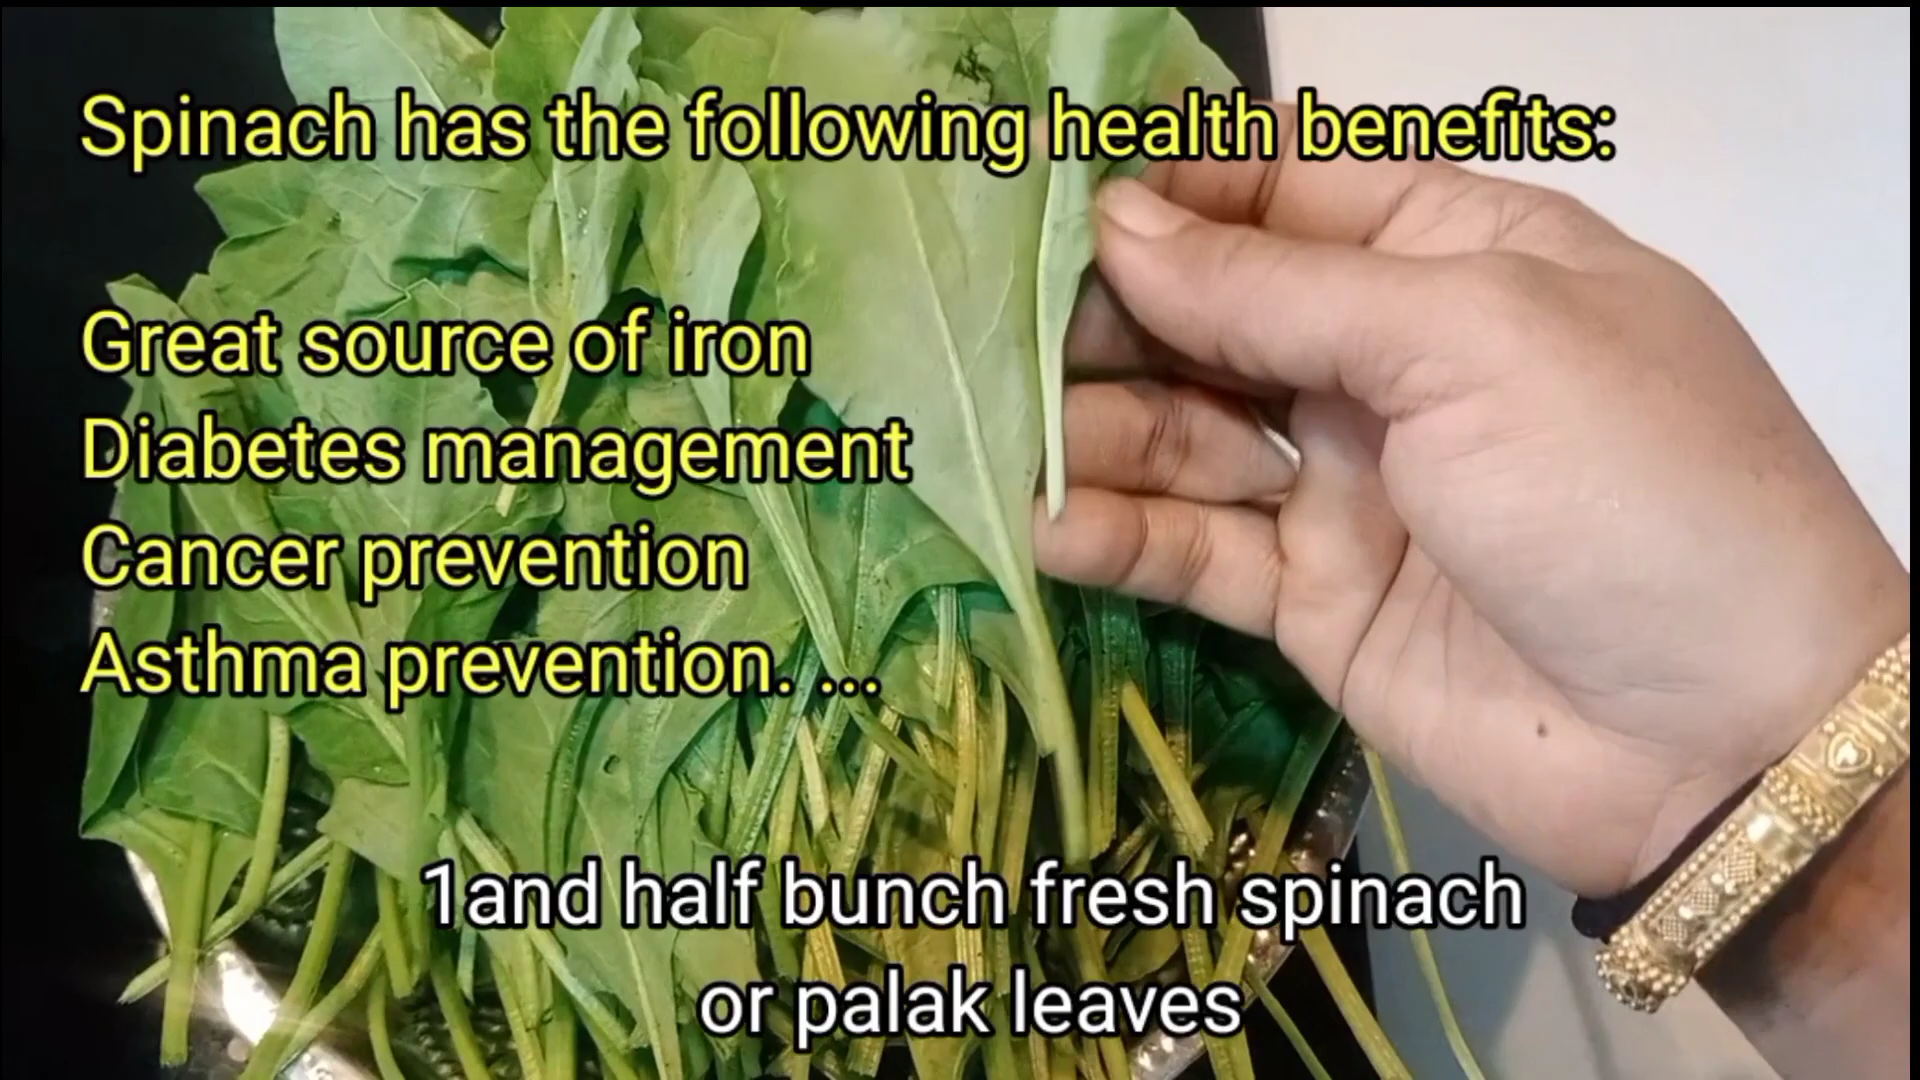 Spinach has the following health benefits:
Great source of iron
Diabetes management
Cancer prevention
Asthma prevention. ...
1and half bunch fresh spinach
or palak leaves